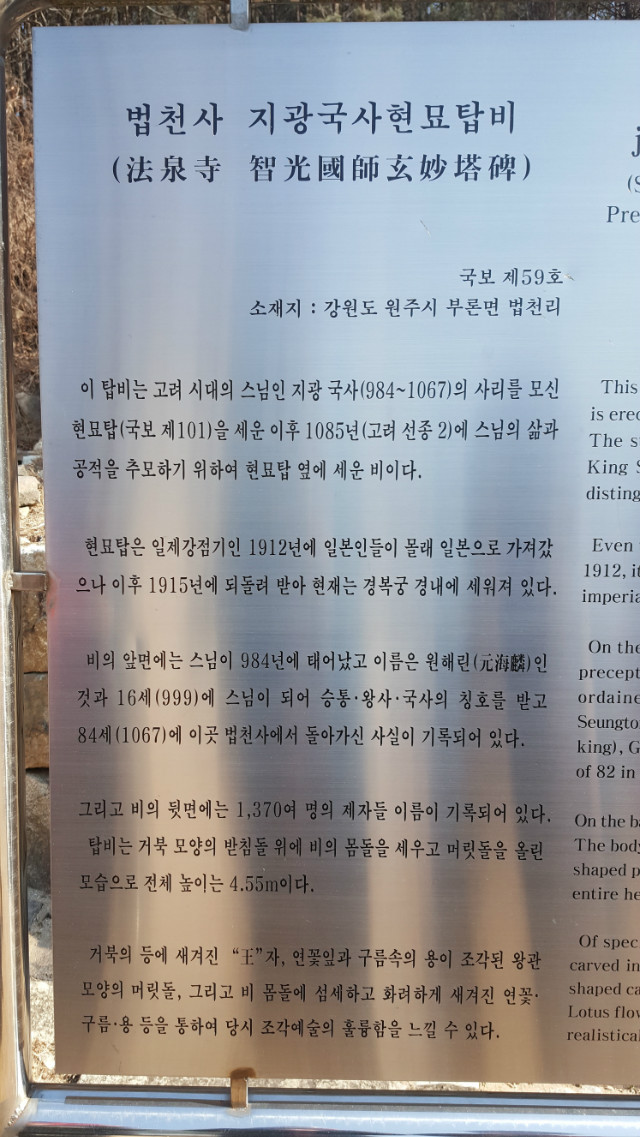 법천사 지광국사현묘탑비
(法泉寺 智光國師玄妙塔碑)
국보 제59호
소재지 : 강원도 원주시 부론면 법천리
이 탑비는 고려 시대의 스님인 지광 국사(984~1067)의 사리를 모신
현묘탑(국보 제101)을 세운 이후 1085년(고려 선종 2)에 스님의 삶과
공적을 추모하기 위하여 현묘탑 옆에 세운 비이다.
현묘탑은 일제강점기인 1912년에 일본인들이 몰래 일본으로 가져갔
으나 이후 1915년에 되돌려 받아 현재는 경복궁 경내에 세워져 있다.
비의 앞면에는 스님이 984년에 태어났고 이름은 원해린(元海麟)인
것과 16세(999)에 스님이 되어 승통·왕사·국사의 칭호를 받고
84세(1067)에 이곳 법천사에서 돌아가신 사실이 기록되어 있다.
그리고 비의 뒷면에는 1,370여 명의 제자들 이름이 기록되어 있다.
탑비는 거북 모양의 받침돌 위에 비의 몸돌을 세우고 머릿돌을 올린
모습으로 전체 높이는 4.55m이다.
거북의 등에 새겨진 “王”자, 연꽃잎과 구름속의 용이 조각된 왕관
모양의 머릿돌, 그리고 비 몸돌에 섬세하고 화려하게 새겨진 연꽃·
구름·용 등을 통하여 당시 조각예술의 훌륭함을 느낄 수 있다.
(S
Pre
This
is erec
The s
King S
disting
Even
1912, i
imperia
On the
precept
ordaine
Seungto
king), G
of 82 in
On the ba
The body
shaped p
entire he
Of spec
carved in
shaped ca
Lotus flow
realistical